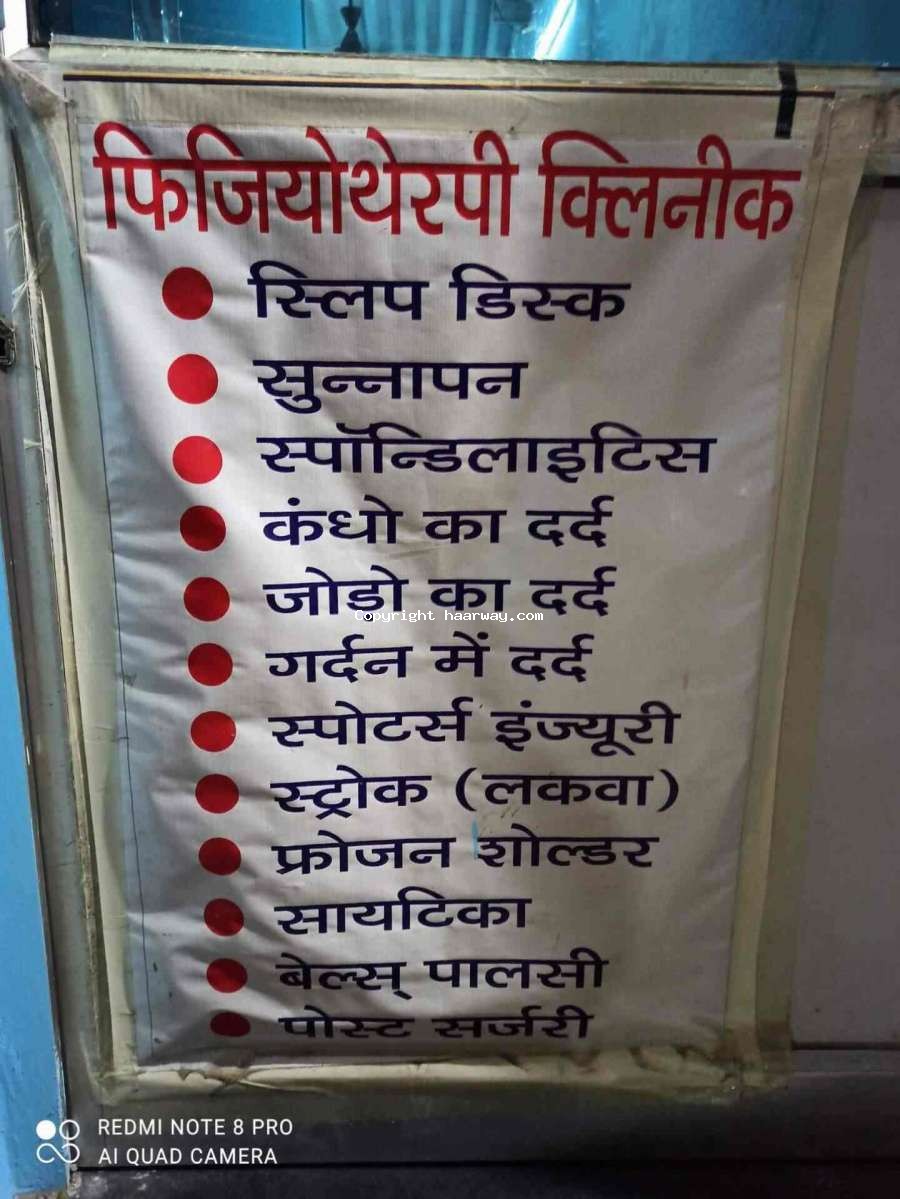 फिजियोथेरपी क्लिनीक
स्लिप डिस्क
सुन्नापन
स्पॉन्डिलाइटिस
कंधो का दर्द
जोडो का दर्द
Copyright haarway.com
गर्दन में दर्द
स्पोटर्स इंज्यूरी
स्ट्रोक (लकवा)
फ्रोजन शोल्डर
सायटिका
बेल्स् पालसी
पोस्ट सर्जरी
REDMI NOTE 8 PRO
AI QUAD CAMERA